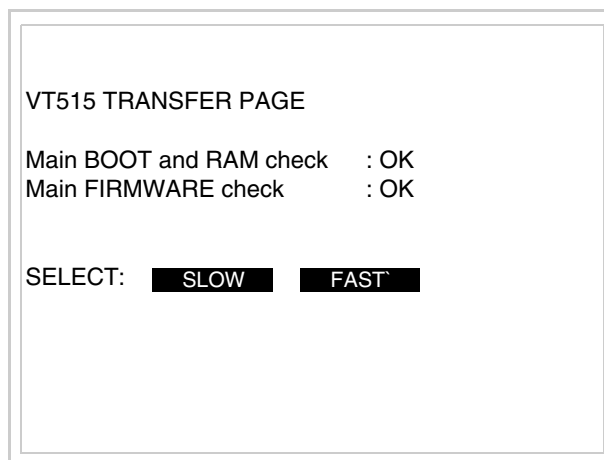 VT515 TRANSFER PAGE
Main BOOT and RAM check : OK
Main FIRMWARE check : OK
SELECT: SLOW FAST`